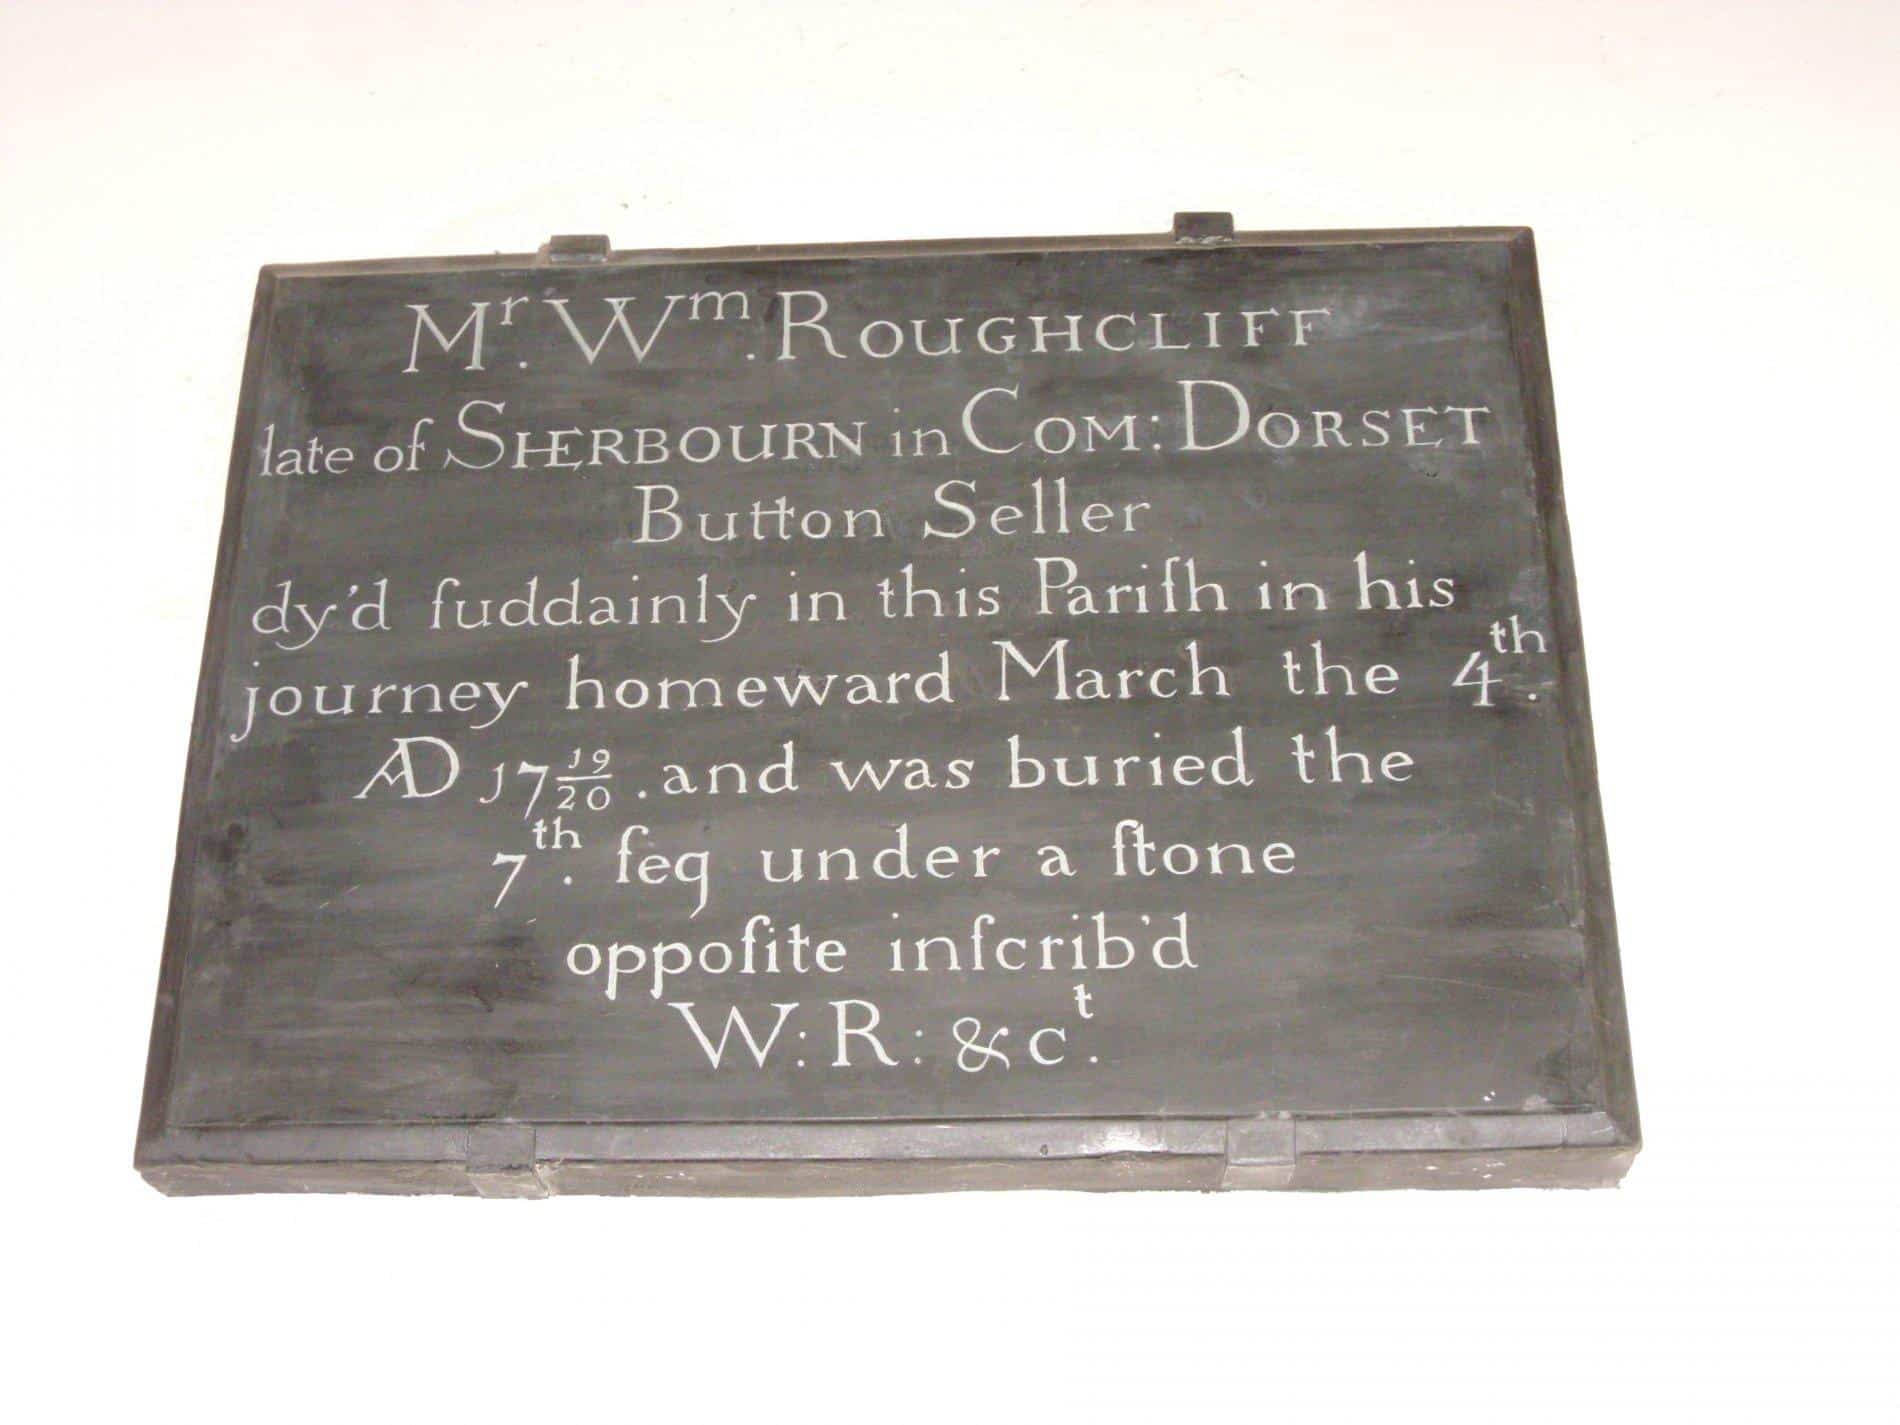 Mʳ. Wᵐ. ROUGHCLIFF
late of SHERBOURN in COM: DORSET
Button Seller
dy'd ſuddainly in this Pariſh in his
journey homeward March the 4ᵗʰ.
AD 17 19/20 . and was buried the
7ᵗʰ. ſeq under a ſtone
oppoſite inſcrib'd
W: R: & cᵗ.